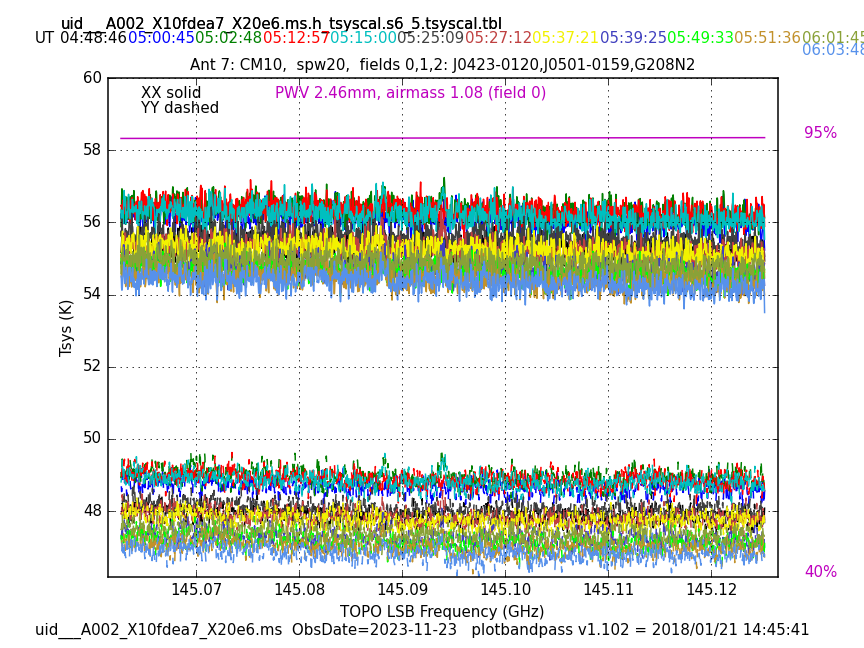 uid___A002_X10fdea7_X20e6.ms.h_tsyscal.s6_5.tsyscal.tbl
UT 04:48:46 05:00:45 05:02:48 05:12:57 05:15:00 05:25:09 05:27:12 05:37:21 05:39:25 05:49:33 05:51:36 06:01:45
06:03:48
Ant 7: CM10,  spw20,  fields 0,1,2: J0423-0120,J0501-0159,G208N2
60
XX solid
PWV 2.46mm, airmass 1.08 (field 0)
YY dashed
95%
58
56
54
Tsys (K)
52
50
48
40%
145.07 145.08 145.09 145.10 145.11 145.12
TOPO LSB Frequency (GHz)
uid___A002_X10fdea7_X20e6.ms  ObsDate=2023-11-23   plotbandpass v1.102 = 2018/01/21 14:45:41